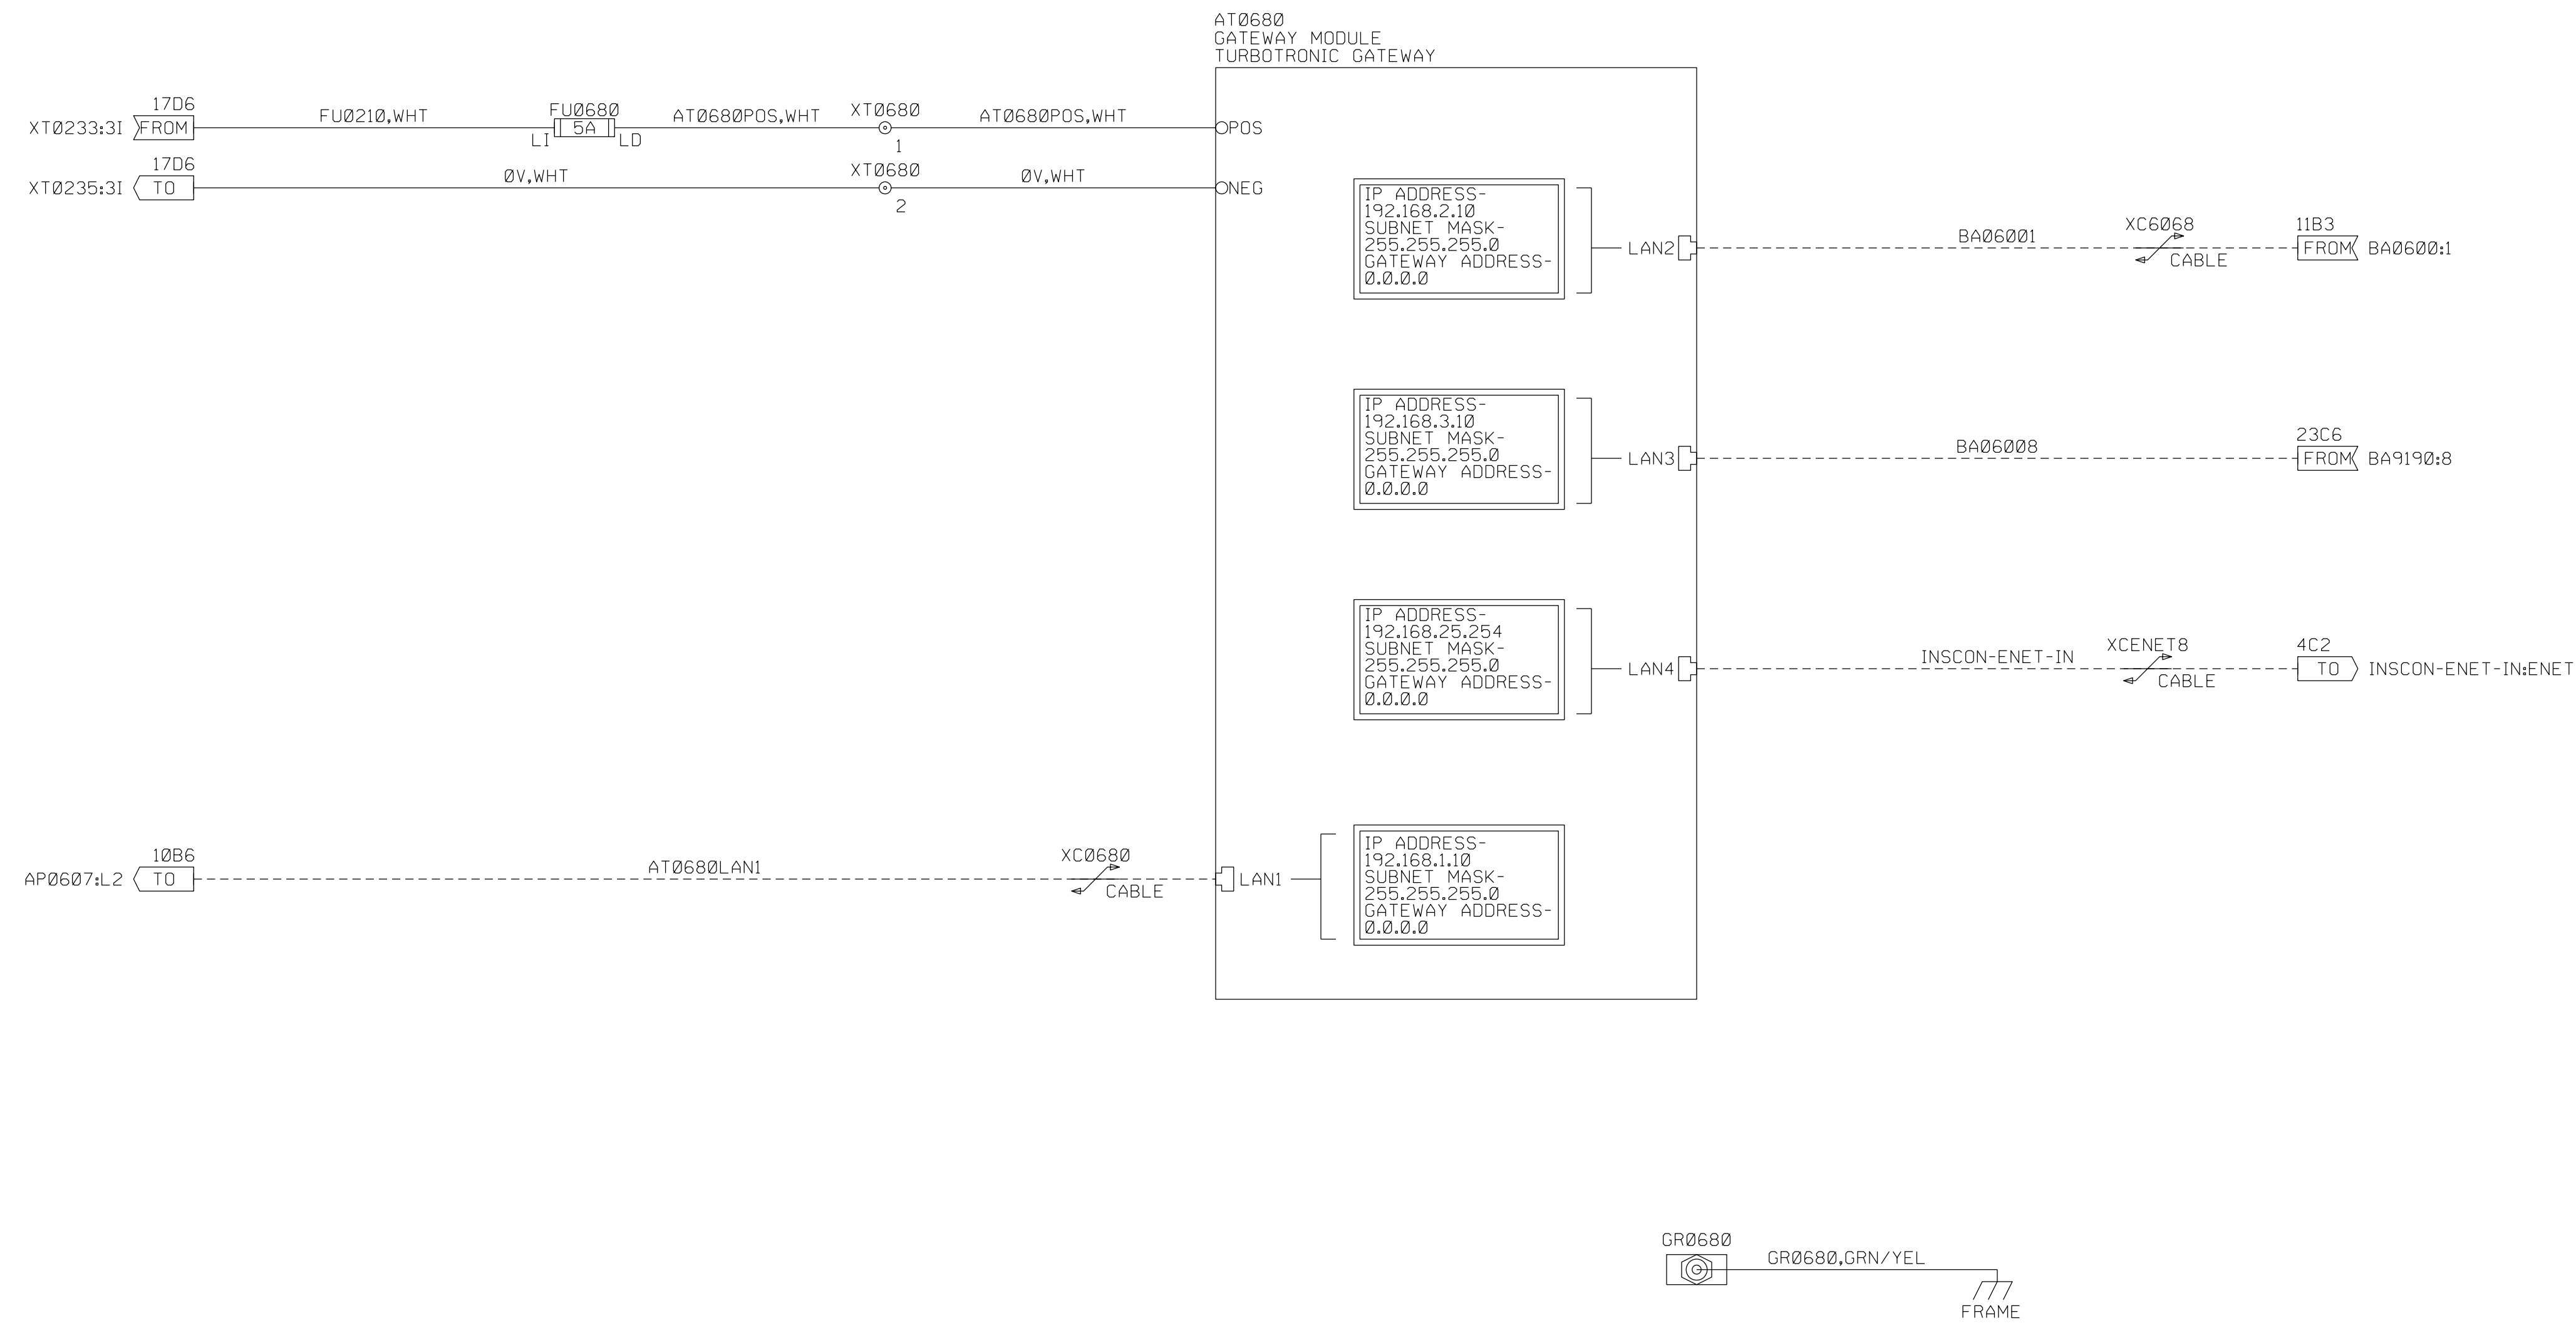 AT0680
GATEWAY MODULE
TURBOTRONIC GATEWAY
17D6
XT0233:3I
FROM
FU0210,WHT
FU0680
5A
LI
LD
AT0680POS,WHT
XT0680
1
AT0680POS,WHT
POS
17D6
XT0235:3I
TO
0V,WHT
XT0680
2
0V,WHT
NEG
IP ADDRESS-
192.168.2.10
SUBNET MASK-
255.255.255.0
GATEWAY ADDRESS-
0.0.0.0
LAN2
BA06001
XC6068
CABLE
11B3
FROM
BA0600:1
IP ADDRESS-
192.168.3.10
SUBNET MASK-
255.255.255.0
GATEWAY ADDRESS-
0.0.0.0
LAN3
BA06008
23C6
FROM
BA9190:8
IP ADDRESS-
192.168.25.254
SUBNET MASK-
255.255.255.0
GATEWAY ADDRESS-
0.0.0.0
LAN4
INSCON-ENET-IN
XCENET8
CABLE
4C2
TO
INSCON-ENET-IN:ENET
10B6
AP0607:L2
TO
AT0680LAN1
XC0680
CABLE
LAN1
IP ADDRESS-
192.168.1.10
SUBNET MASK-
255.255.255.0
GATEWAY ADDRESS-
0.0.0.0
GR0680
GR0680,GRN/YEL
FRAME